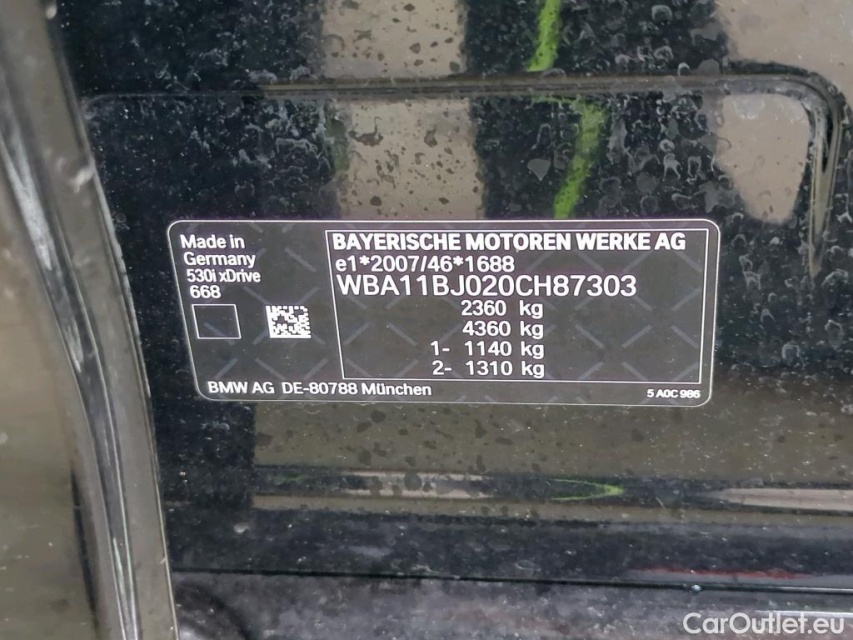 Made in
Germany
530i xDrive
668
BAYERISCHE MOTOREN WERKE AG
e1*2007/46*1688
WBA11BJ020CH87303
2360 kg
4360 kg
1- 1140 kg
2- 1310 kg
BMW AG DE-80788 München
5 A0C 986
CarOutlet.eu